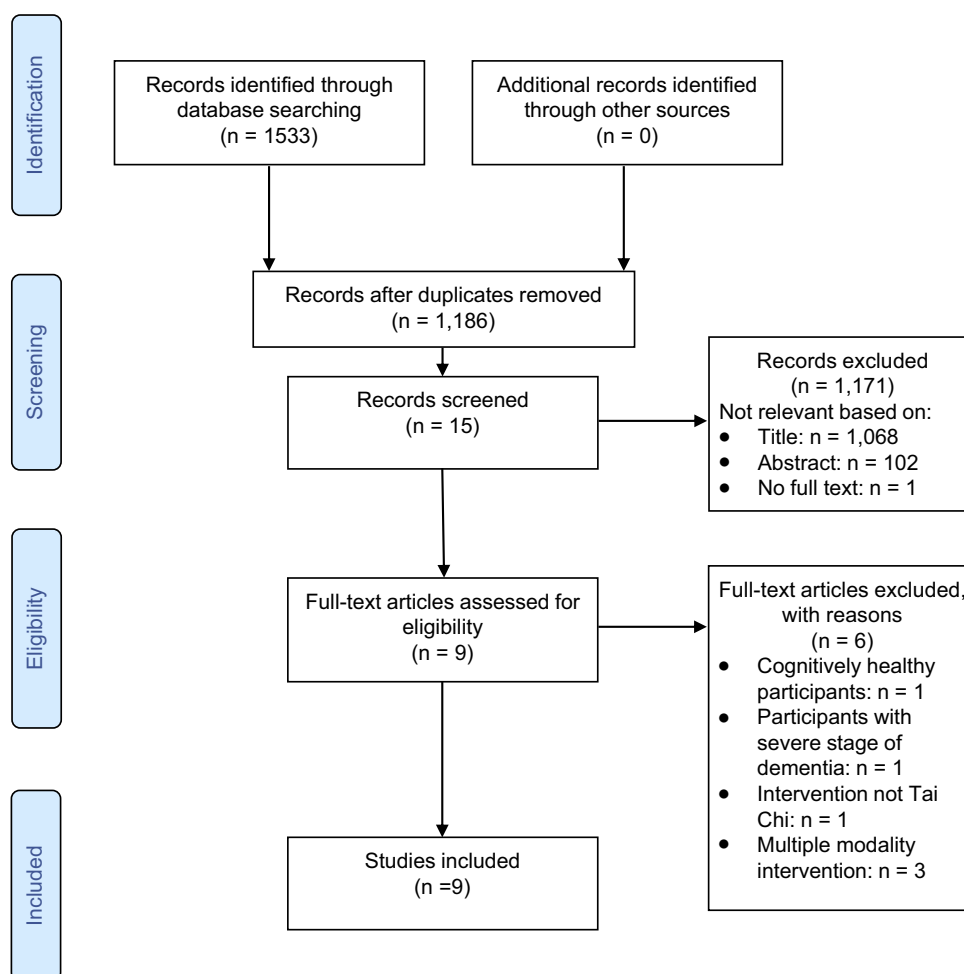 Identification
Records identified through
database searching
(n = 1533)
Additional records identified
through other sources
(n = 0)
Screening
Records after duplicates removed
(n = 1,186)
Records screened
(n = 15)
Records excluded
(n = 1,171)
Not relevant based on:
● Title: n = 1,068
● Abstract: n = 102
● No full text: n = 1
Eligibility
Full-text articles assessed for
eligibility
(n = 9)
Full-text articles excluded,
with reasons
(n = 6)
● Cognitively healthy
participants: n = 1
● Participants with
severe stage of
dementia: n = 1
● Intervention not Tai
Chi: n = 1
● Multiple modality
intervention: n = 3
Included
Studies included
(n =9)